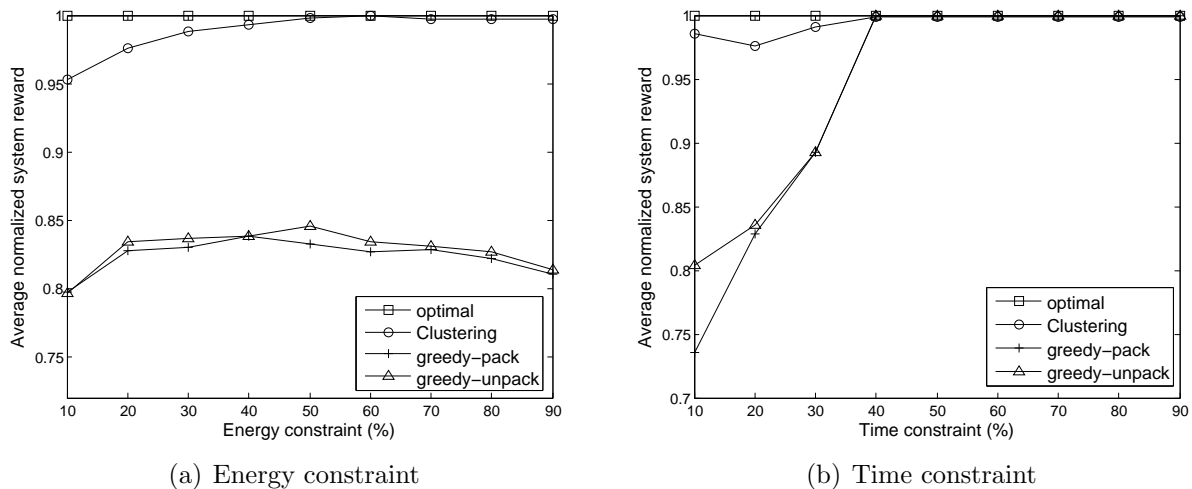 1
0.95
0.9
0.85
0.8
0.75
Average normalized system reward
10 20 30 40 50 60 70 80 90
Energy constraint (%)
optimal
Clustering
greedy−pack
greedy−unpack
(a) Energy constraint
1
0.95
0.9
0.85
0.8
0.75
0.7
Average normalized system reward
10 20 30 40 50 60 70 80 90
Time constraint (%)
optimal
Clustering
greedy−pack
greedy−unpack
(b) Time constraint